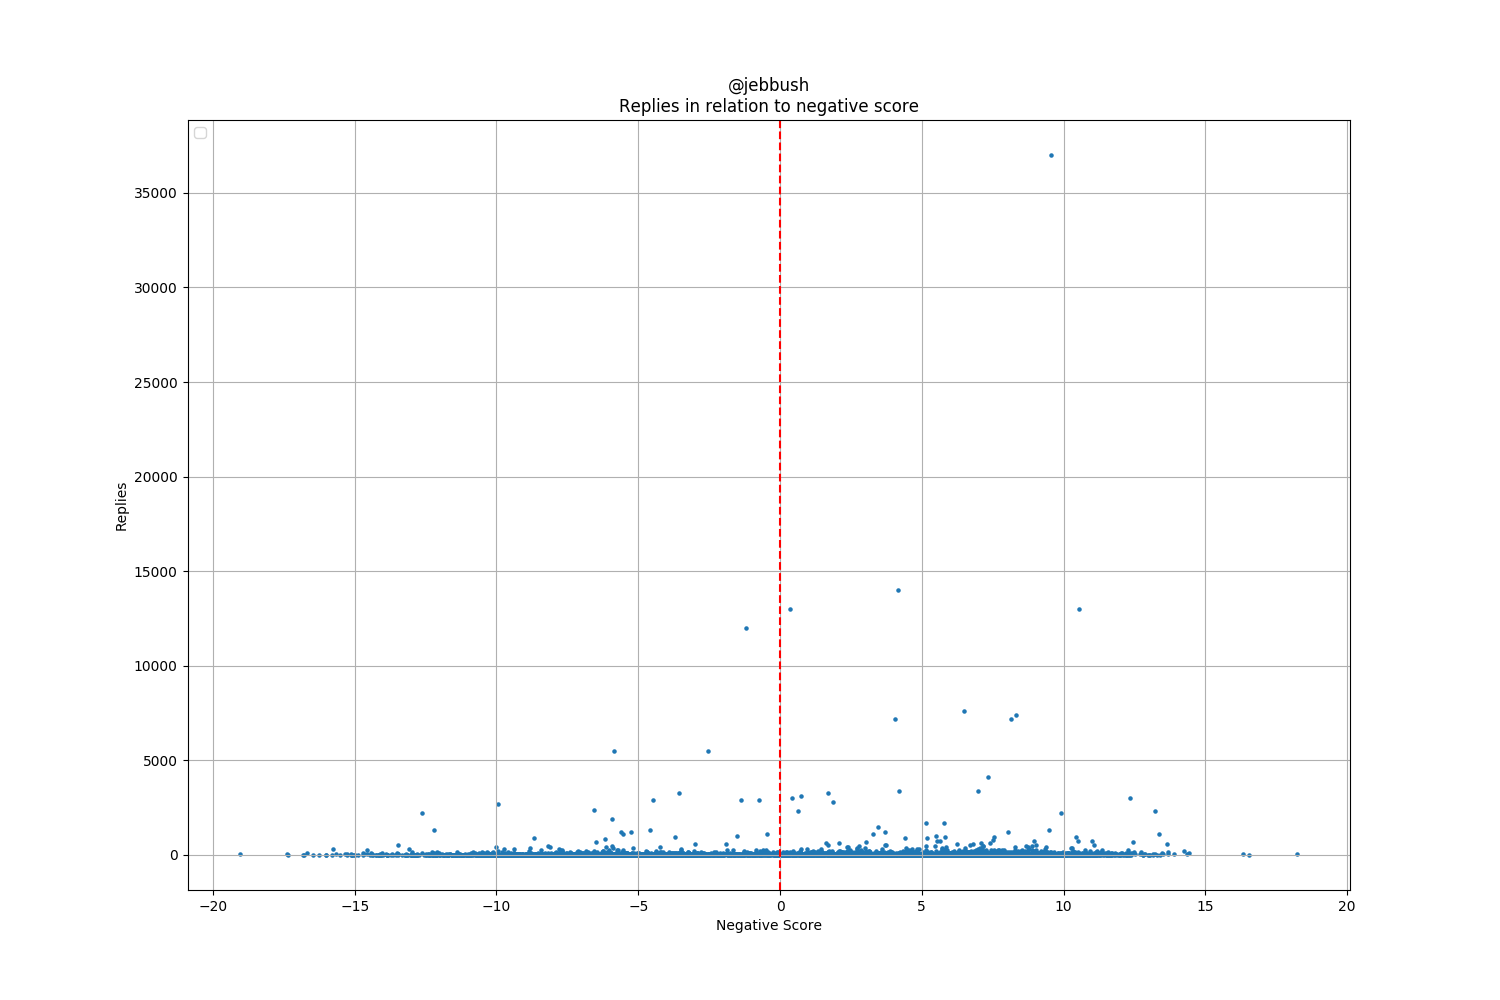 @jebbush
Replies in relation to negative score
35000
30000
25000
20000
15000
10000
5000
0
Replies
−20 −15 −10 −5 0 5 10 15 20
Negative Score